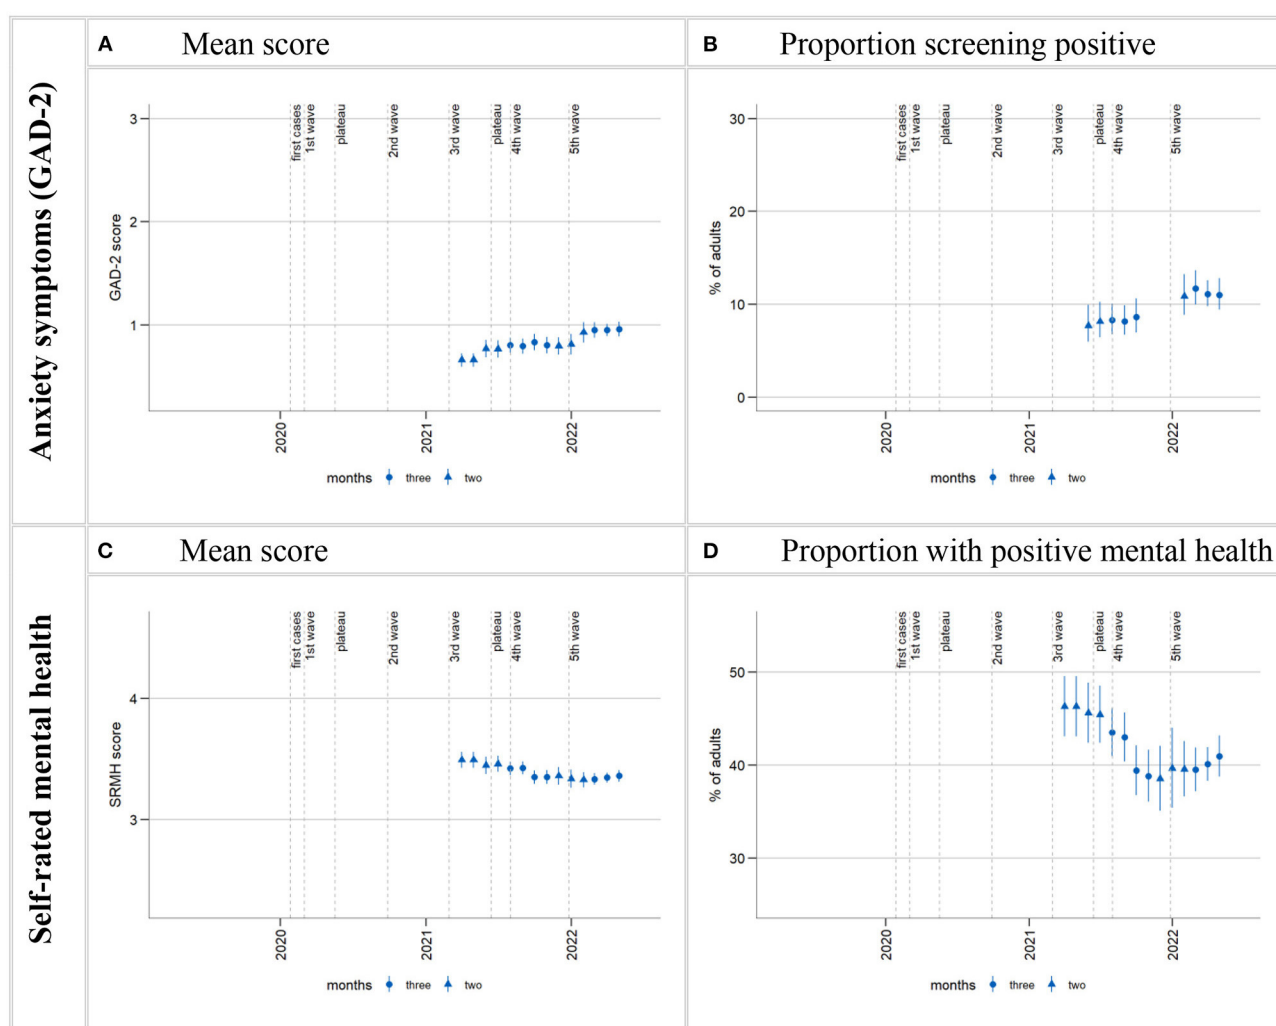 Anxiety symptoms (GAD-2)
A Mean score
first cases
1st wave
plateau
2nd wave
3rd wave
plateau
4th wave
5th wave
GAD-2 score
3
2
1
2020
2021
2022
months three two
B Proportion screening positive
first cases
1st wave
plateau
2nd wave
3rd wave
plateau
4th wave
5th wave
% of adults
30
20
10
0
2020
2021
2022
months three two
Self-rated mental health
C Mean score
first cases
1st wave
plateau
2nd wave
3rd wave
plateau
4th wave
5th wave
SRMH score
4
3
2020
2021
2022
months three two
D Proportion with positive mental health
first cases
1st wave
plateau
2nd wave
3rd wave
plateau
4th wave
5th wave
% of adults
50
40
30
2020
2021
2022
months three two